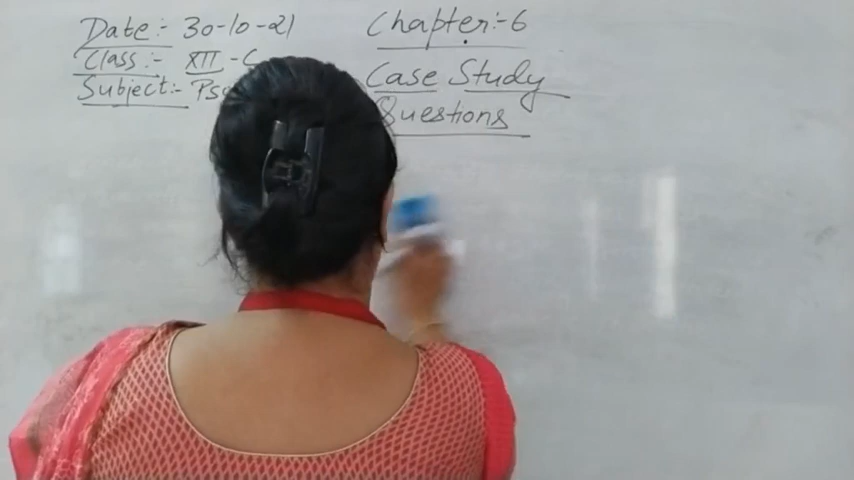 Date:- 30-10-21
Class:- XII - C
Subject:-
Chapter:-6
Case Study
Questions